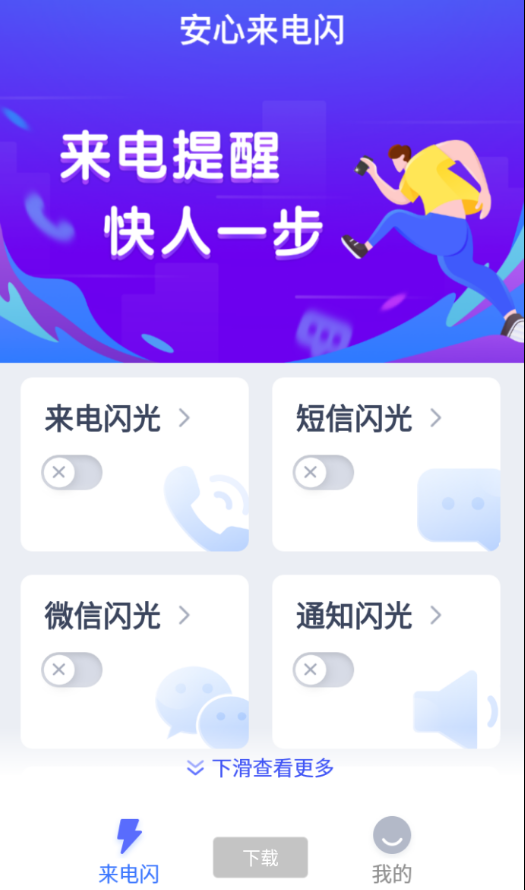 安心来电闪
来电提醒
快人一步
来电闪光
短信闪光
微信闪光
通知闪光
下滑查看更多
来电闪
下载
我的